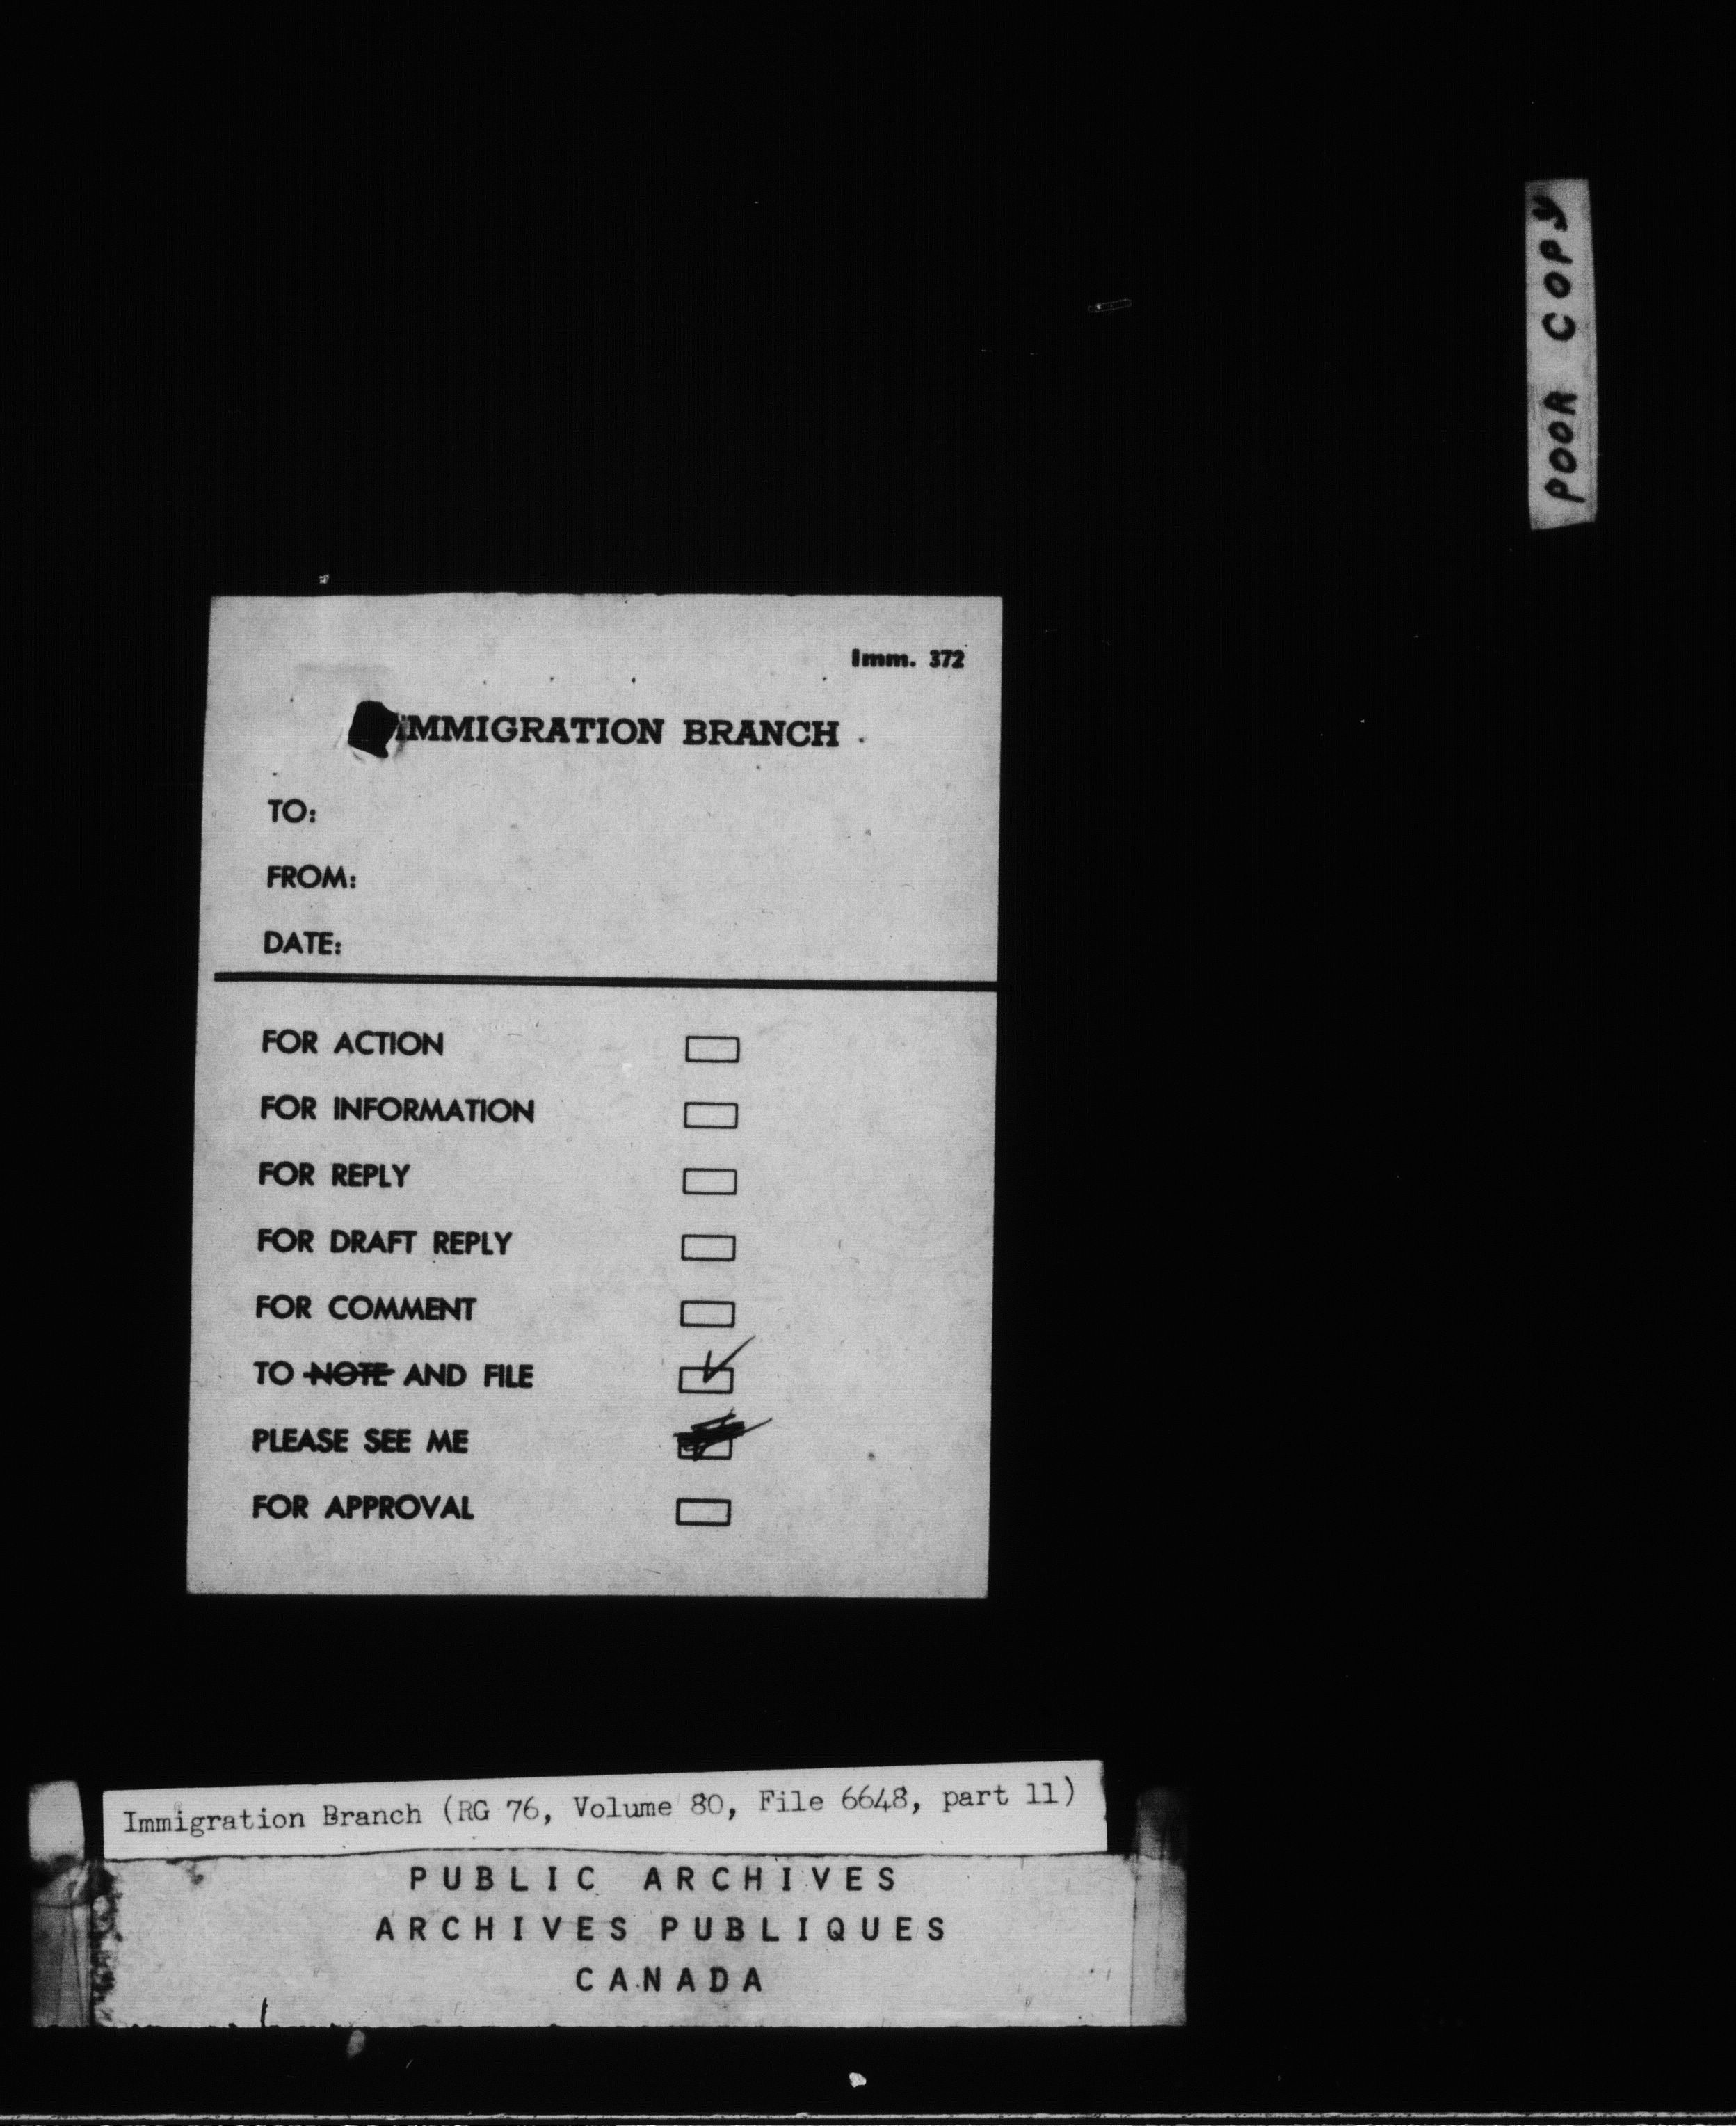 POOR COPY
Imm. 372
IMMIGRATION BRANCH
TO:
FROM:
DATE:
FOR ACTION
FOR INFORMATION
FOR REPLY
FOR DRAFT REPLY
FOR COMMENT
TO NOTE AND FILE
PLEASE SEE ME
FOR APPROVAL
Immigration Branch (RG 76, Volume 80, File 6648, part 11)
PUBLIC ARCHIVES
ARCHIVES PUBLIQUES
CANADA